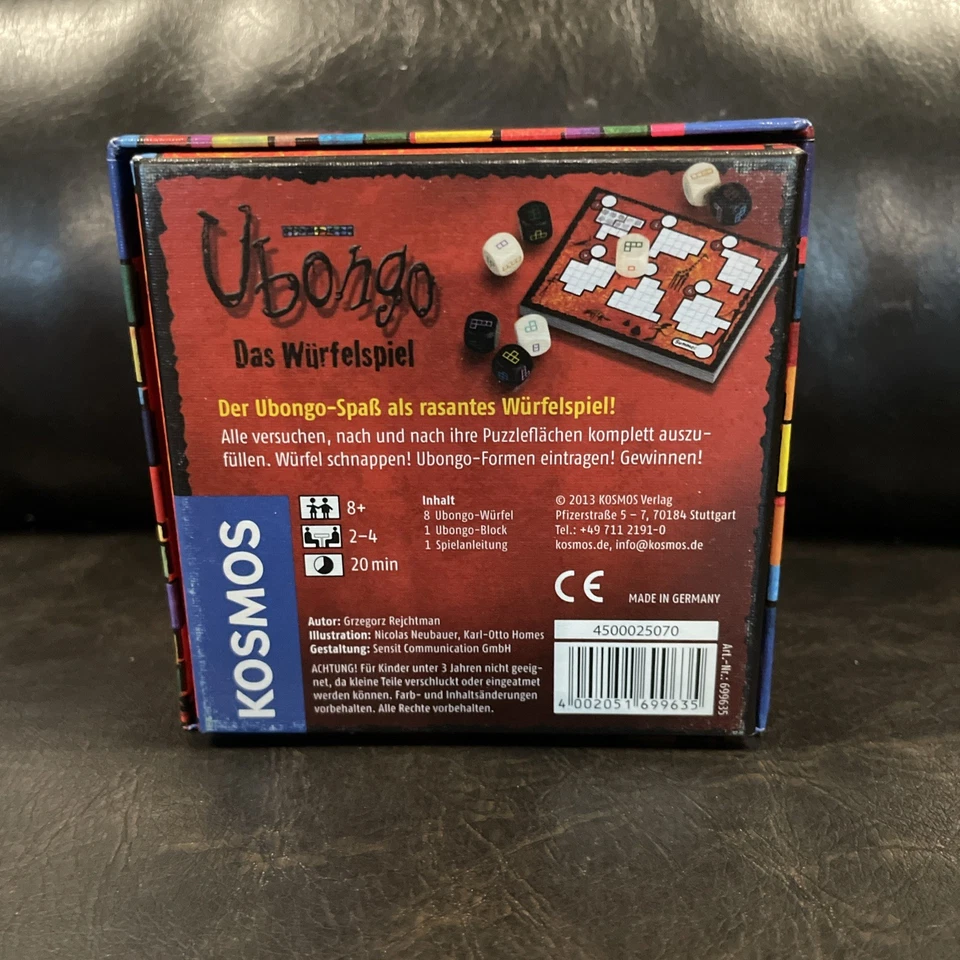 Ubongo
Das Würfelspiel
Der Ubongo-Spaß als rasantes Würfelspiel!
Alle versuchen, nach und nach ihre Puzzleflächen komplett auszu-
füllen. Würfel schnappen! Ubongo-Formen eintragen! Gewinnen!
KOSMOS
8+
2–4
20 min
Inhalt
8 Ubongo-Würfel
1 Ubongo-Block
1 Spielanleitung
© 2013 KOSMOS Verlag
Pfizerstraße 5 – 7, 70184 Stuttgart
Tel.: +49 711 2191-0
kosmos.de, info@kosmos.de
CE
MADE IN GERMANY
Autor: Grzegorz Rejchtman
Illustration: Nicolas Neubauer, Karl-Otto Homes
Gestaltung: Sensit Communication GmbH
ACHTUNG! Für Kinder unter 3 Jahren nicht geeig-
net, da kleine Teile verschluckt oder eingeatmet
werden können. Farb- und Inhaltsänderungen
vorbehalten. Alle Rechte vorbehalten.
4500025070
4 002051 699635
Art.-Nr.: 699635